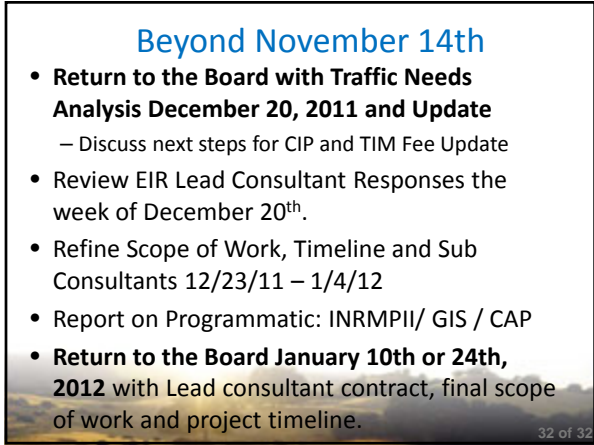 Beyond November 14th
• Return to the Board with Traffic Needs
Analysis December 20, 2011 and Update
– Discuss next steps for CIP and TIM Fee Update
• Review EIR Lead Consultant Responses the
week of December 20th.
• Refine Scope of Work, Timeline and Sub
Consultants 12/23/11 – 1/4/12
• Report on Programmatic: INRMPII/ GIS / CAP
• Return to the Board January 10th or 24th,
2012 with Lead consultant contract, final scope
of work and project timeline.
32 of 32